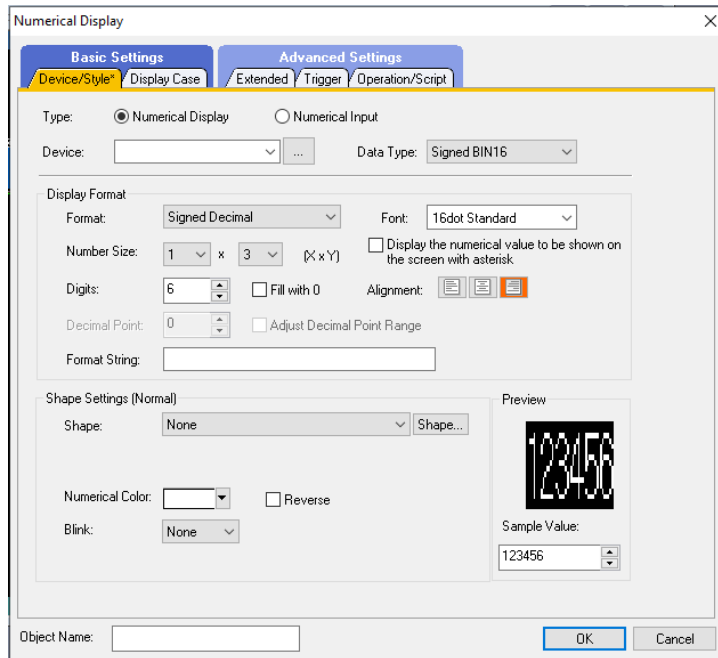 Numerical Display
Basic Settings Advanced Settings
Device/Style* Display Case Extended Trigger Operation/Script
Type: Numerical Display Numerical Input
Device: ... Data Type: Signed BIN16
Display Format
Format: Signed Decimal Font: 16dot Standard
Number Size: 1 x 3 (X x Y) Display the numerical value to be shown on
the screen with asterisk
Digits: 6 Fill with 0 Alignment:
Decimal Point: 0 Adjust Decimal Point Range
Format String:
Shape Settings (Normal) Preview
Shape: None Shape...
123456
Numerical Color: Reverse
Blink: None Sample Value:
123456
Object Name: OK Cancel